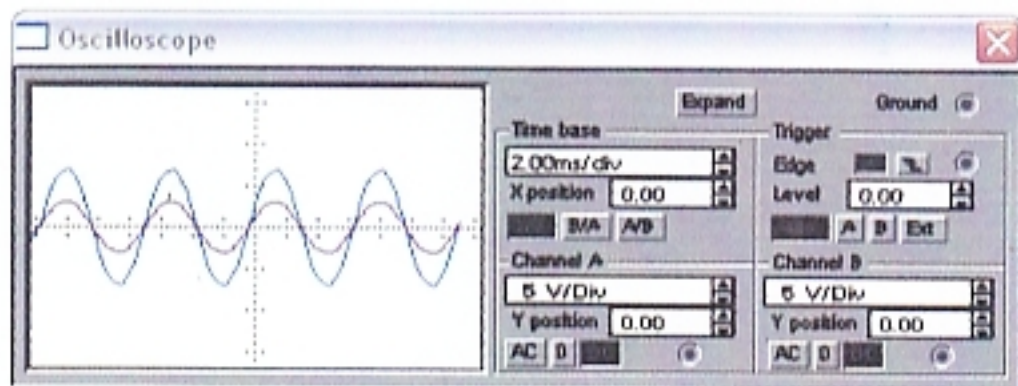 Oscilloscope
Expand Ground
Time base Trigger
2.00ms/div Edge
X position 0.00 Level 0.00
B/A A/B A B Ext
Channel A Channel B
5 V/Div 5 V/Div
Y position 0.00 Y position 0.00
AC 0 AC 0